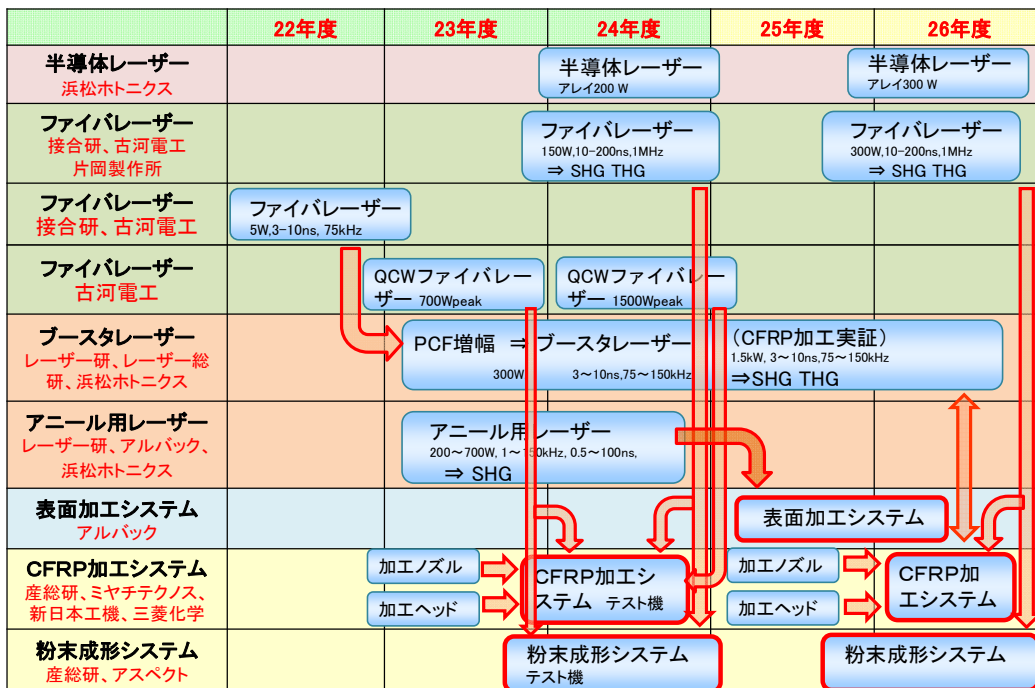 22年度 23年度 24年度 25年度 26年度
半導体レーザー
浜松ホトニクス
半導体レーザー
アレイ200 W
半導体レーザー
アレイ300 W
ファイバレーザー
接合研、古河電工
片岡製作所
ファイバレーザー
150W,10-200ns,1MHz
⇒ SHG THG
ファイバレーザー
300W,10-200ns,1MHz
⇒ SHG THG
ファイバレーザー
接合研、古河電工
ファイバレーザー
5W,3-10ns, 75kHz
ファイバレーザー
古河電工
QCWファイバレー
ザー 700Wpeak
QCWファイバレー
ザー 1500Wpeak
ブースタレーザー
レーザー研、レーザー総
研、浜松ホトニクス
PCF増幅 ⇒ ブースタレーザー (CFRP加工実証)
300W, 3~10ns,75~150kHz 1.5kW, 3~10ns,75~150kHz
⇒SHG THG
アニール用レーザー
レーザー研、アルバック、
浜松ホトニクス
アニール用レーザー
200~700W, 1~150kHz, 0.5~100ns,
⇒ SHG
表面加工システム
アルバック
表面加工システム
CFRP加工システム
産総研、ミヤチテクノス、
新日本工機、三菱化学
加工ノズル
加工ヘッド
CFRP加工シ
ステム テスト機
加工ノズル
加工ヘッド
CFRP加
工システム
粉末成形システム
産総研、アスペクト
粉末成形システム
テスト機
粉末成形システム